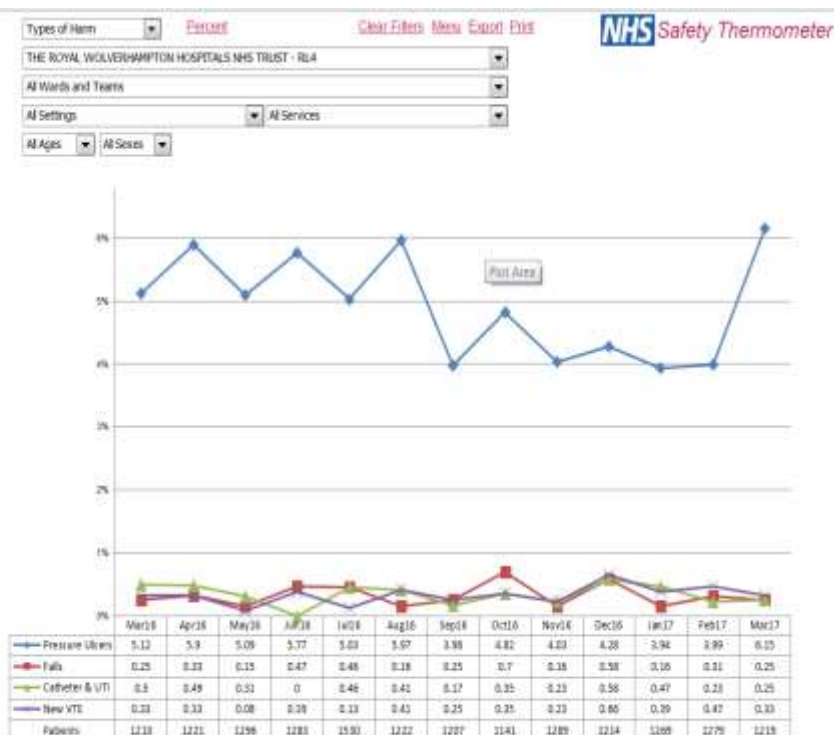 Types of Harm Percent Clear Filters Menu Export Print NHS Safety Thermometer
THE ROYAL WOLVERHAMPTON HOSPITALS NHS TRUST - RL4
All Wards and Teams
All Settings All Services
All Ages All Sexes
6%
Plot Area
5%
4%
3%
2%
1%
0%
Mar16 Apr16 May16 Jun16 Jul16 Aug16 Sep16 Oct16 Nov16 Dec16 Jan17 Feb17 Mar17
Pressure Ulcers 5.12 5.9 5.09 5.77 5.03 5.97 3.98 4.82 4.03 4.28 3.94 3.99 6.15
Falls 0.25 0.33 0.15 0.47 0.46 0.16 0.25 0.7 0.16 0.58 0.16 0.31 0.25
Catheter & UTI 0.5 0.49 0.31 0 0.46 0.41 0.17 0.35 0.23 0.58 0.47 0.23 0.25
New VTE 0.33 0.33 0.08 0.39 0.13 0.41 0.25 0.35 0.23 0.66 0.39 0.47 0.33
Patients 1221 1283 1222 1207 1141 1289 1214 1269 1279 1219